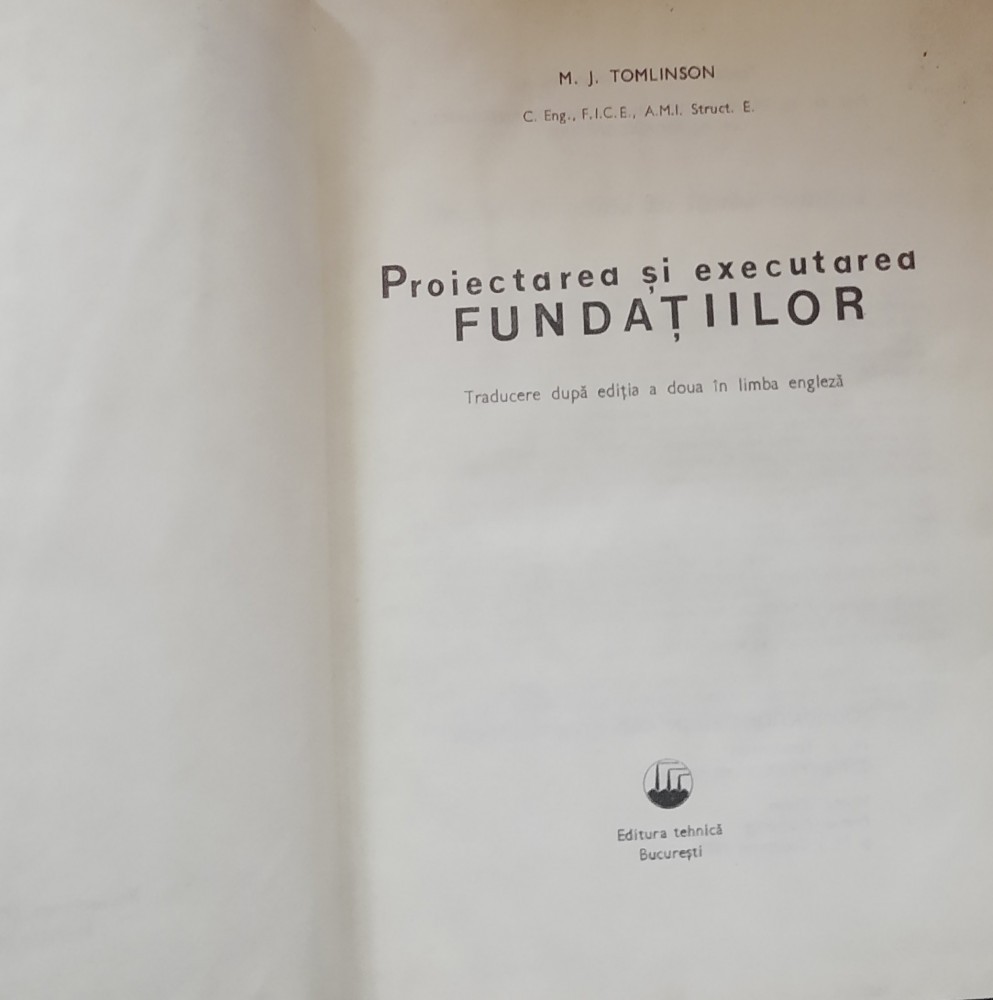 M. J. TOMLINSON
C. Eng., F.I.C.E., A.M.I. Struct. E.
Proiectarea și executarea
FUNDAȚIILOR
Traducere după ediția a doua în limba engleză
Editura tehnică
București